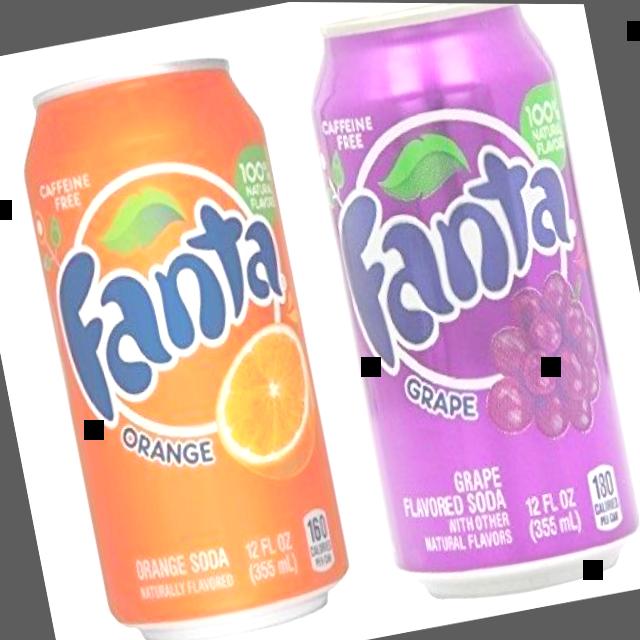 CAFFEINE
FREE
100%
NATURAL
FLAVORS
Fanta
ORANGE
ORANGE SODA
NATURALLY FLAVORED
12 FL OZ
(355 mL)
160
CALORIES
PER CAN
CAFFEINE
FREE
100%
NATURAL
FLAVORS
Fanta
GRAPE
GRAPE
FLAVORED SODA
WITH OTHER
NATURAL FLAVORS
12 FL OZ
(355 mL)
180
CALORIES
PER CAN